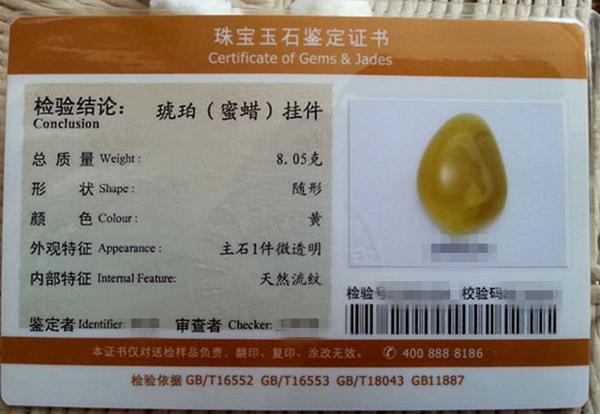 珠宝玉石鉴定证书
Certificate of Gems & Jades
检验结论： 琥珀（蜜蜡）挂件
Conclusion
总质量 Weight: 8.05克
形状 Shape: 随形
颜色 Colour: 黄
外观特征 Appearance: 主石1件微透明
内部特征 Internal Feature: 天然流纹
鉴定者 Identifier: 审查者 Checker:
检验号 校验码
本证书仅对送检样品负责，翻印、复印、涂改无效。 400 888 8186
检验依据 GB/T16552 GB/T16553 GB/T18043 GB11887